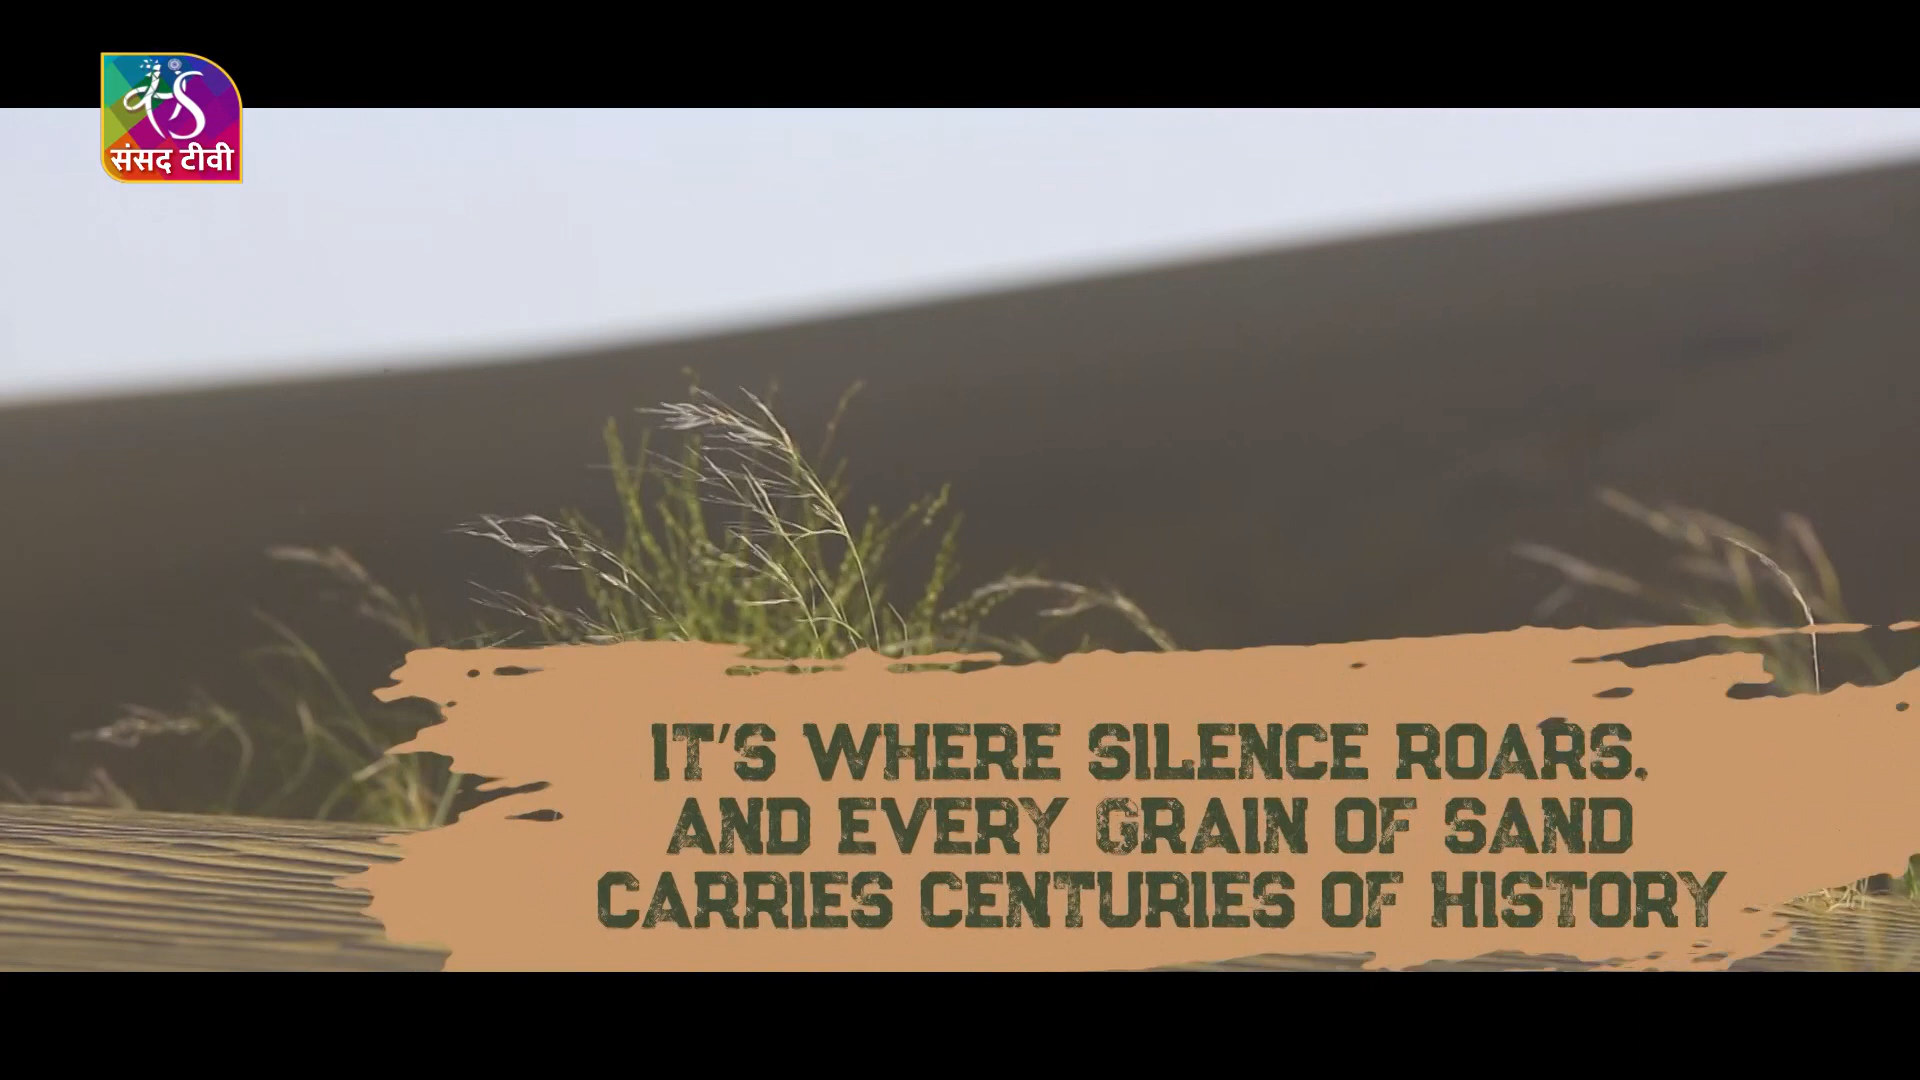 संसद टीवी
IT'S WHERE SILENCE ROARS.
AND EVERY GRAIN OF SAND
CARRIES CENTURIES OF HISTORY